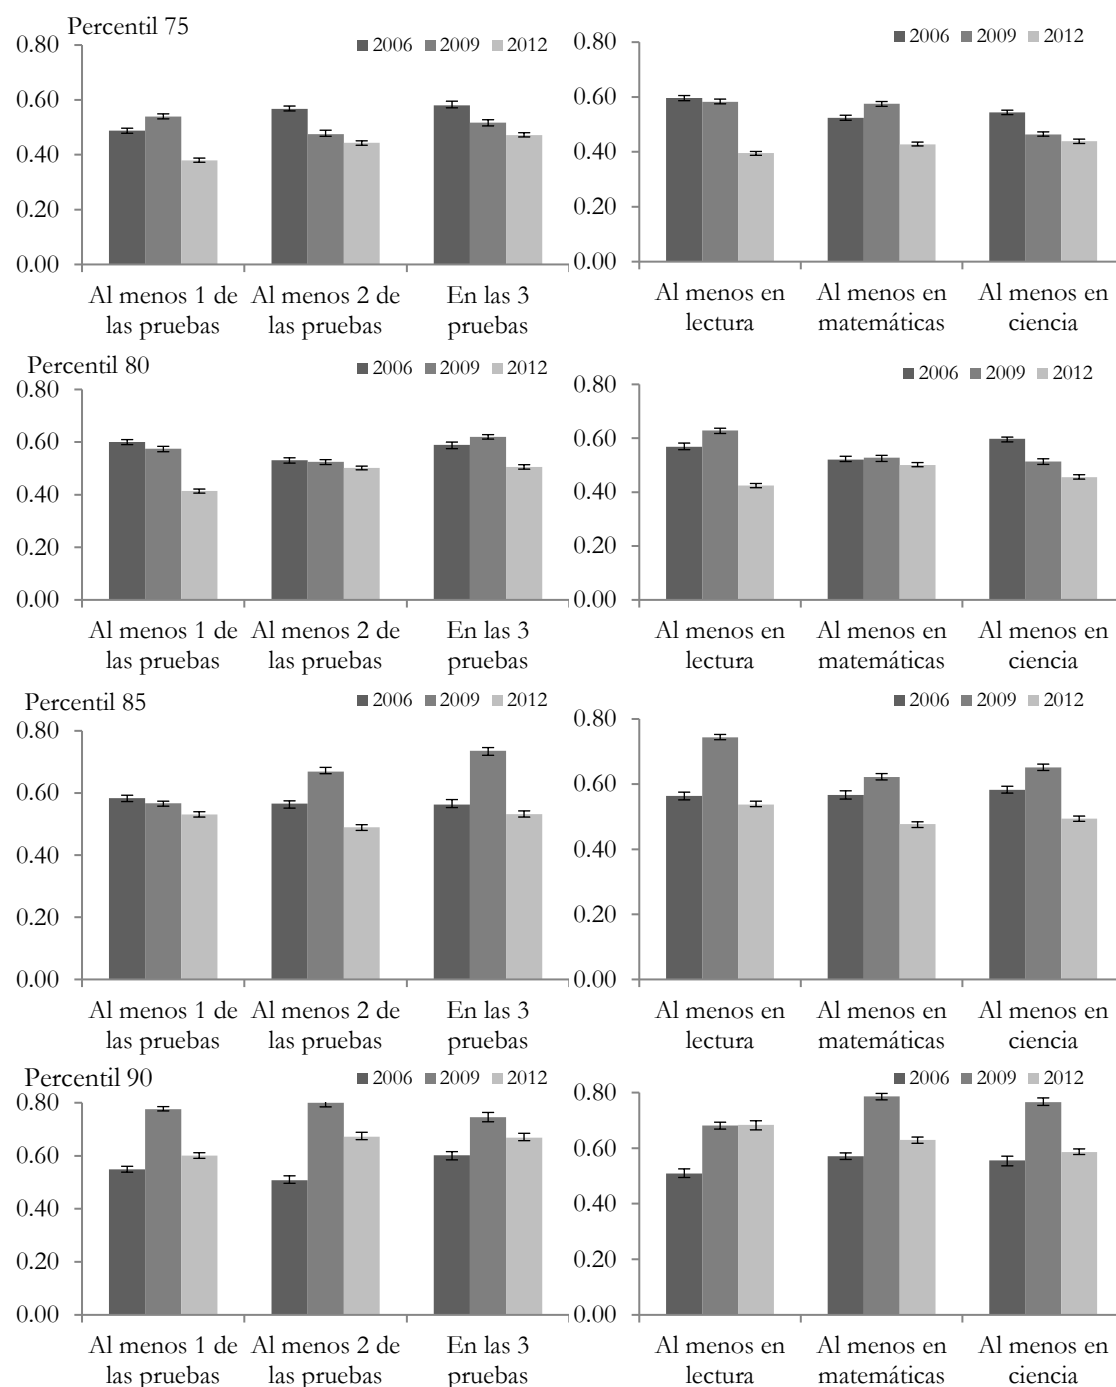 Percentil 75
2006 2009 2012
0.80
0.60
0.40
0.20
0.00
Al menos 1 de
las pruebas
Al menos 2 de
las pruebas
En las 3
pruebas
2006 2009 2012
0.80
0.60
0.40
0.20
0.00
Al menos en
lectura
Al menos en
matemáticas
Al menos en
ciencia
Percentil 80
2006 2009 2012
0.80
0.60
0.40
0.20
0.00
Al menos 1 de
las pruebas
Al menos 2 de
las pruebas
En las 3
pruebas
2006 2009 2012
0.80
0.60
0.40
0.20
0.00
Al menos en
lectura
Al menos en
matemáticas
Al menos en
ciencia
Percentil 85
2006 2009 2012
0.80
0.60
0.40
0.20
0.00
Al menos 1 de
las pruebas
Al menos 2 de
las pruebas
En las 3
pruebas
2006 2009 2012
0.80
0.60
0.40
0.20
0.00
Al menos en
lectura
Al menos en
matemáticas
Al menos en
ciencia
Percentil 90
2006 2009 2012
0.80
0.60
0.40
0.20
0.00
Al menos 1 de
las pruebas
Al menos 2 de
las pruebas
En las 3
pruebas
2006 2009 2012
0.80
0.60
0.40
0.20
0.00
Al menos en
lectura
Al menos en
matemáticas
Al menos en
ciencia